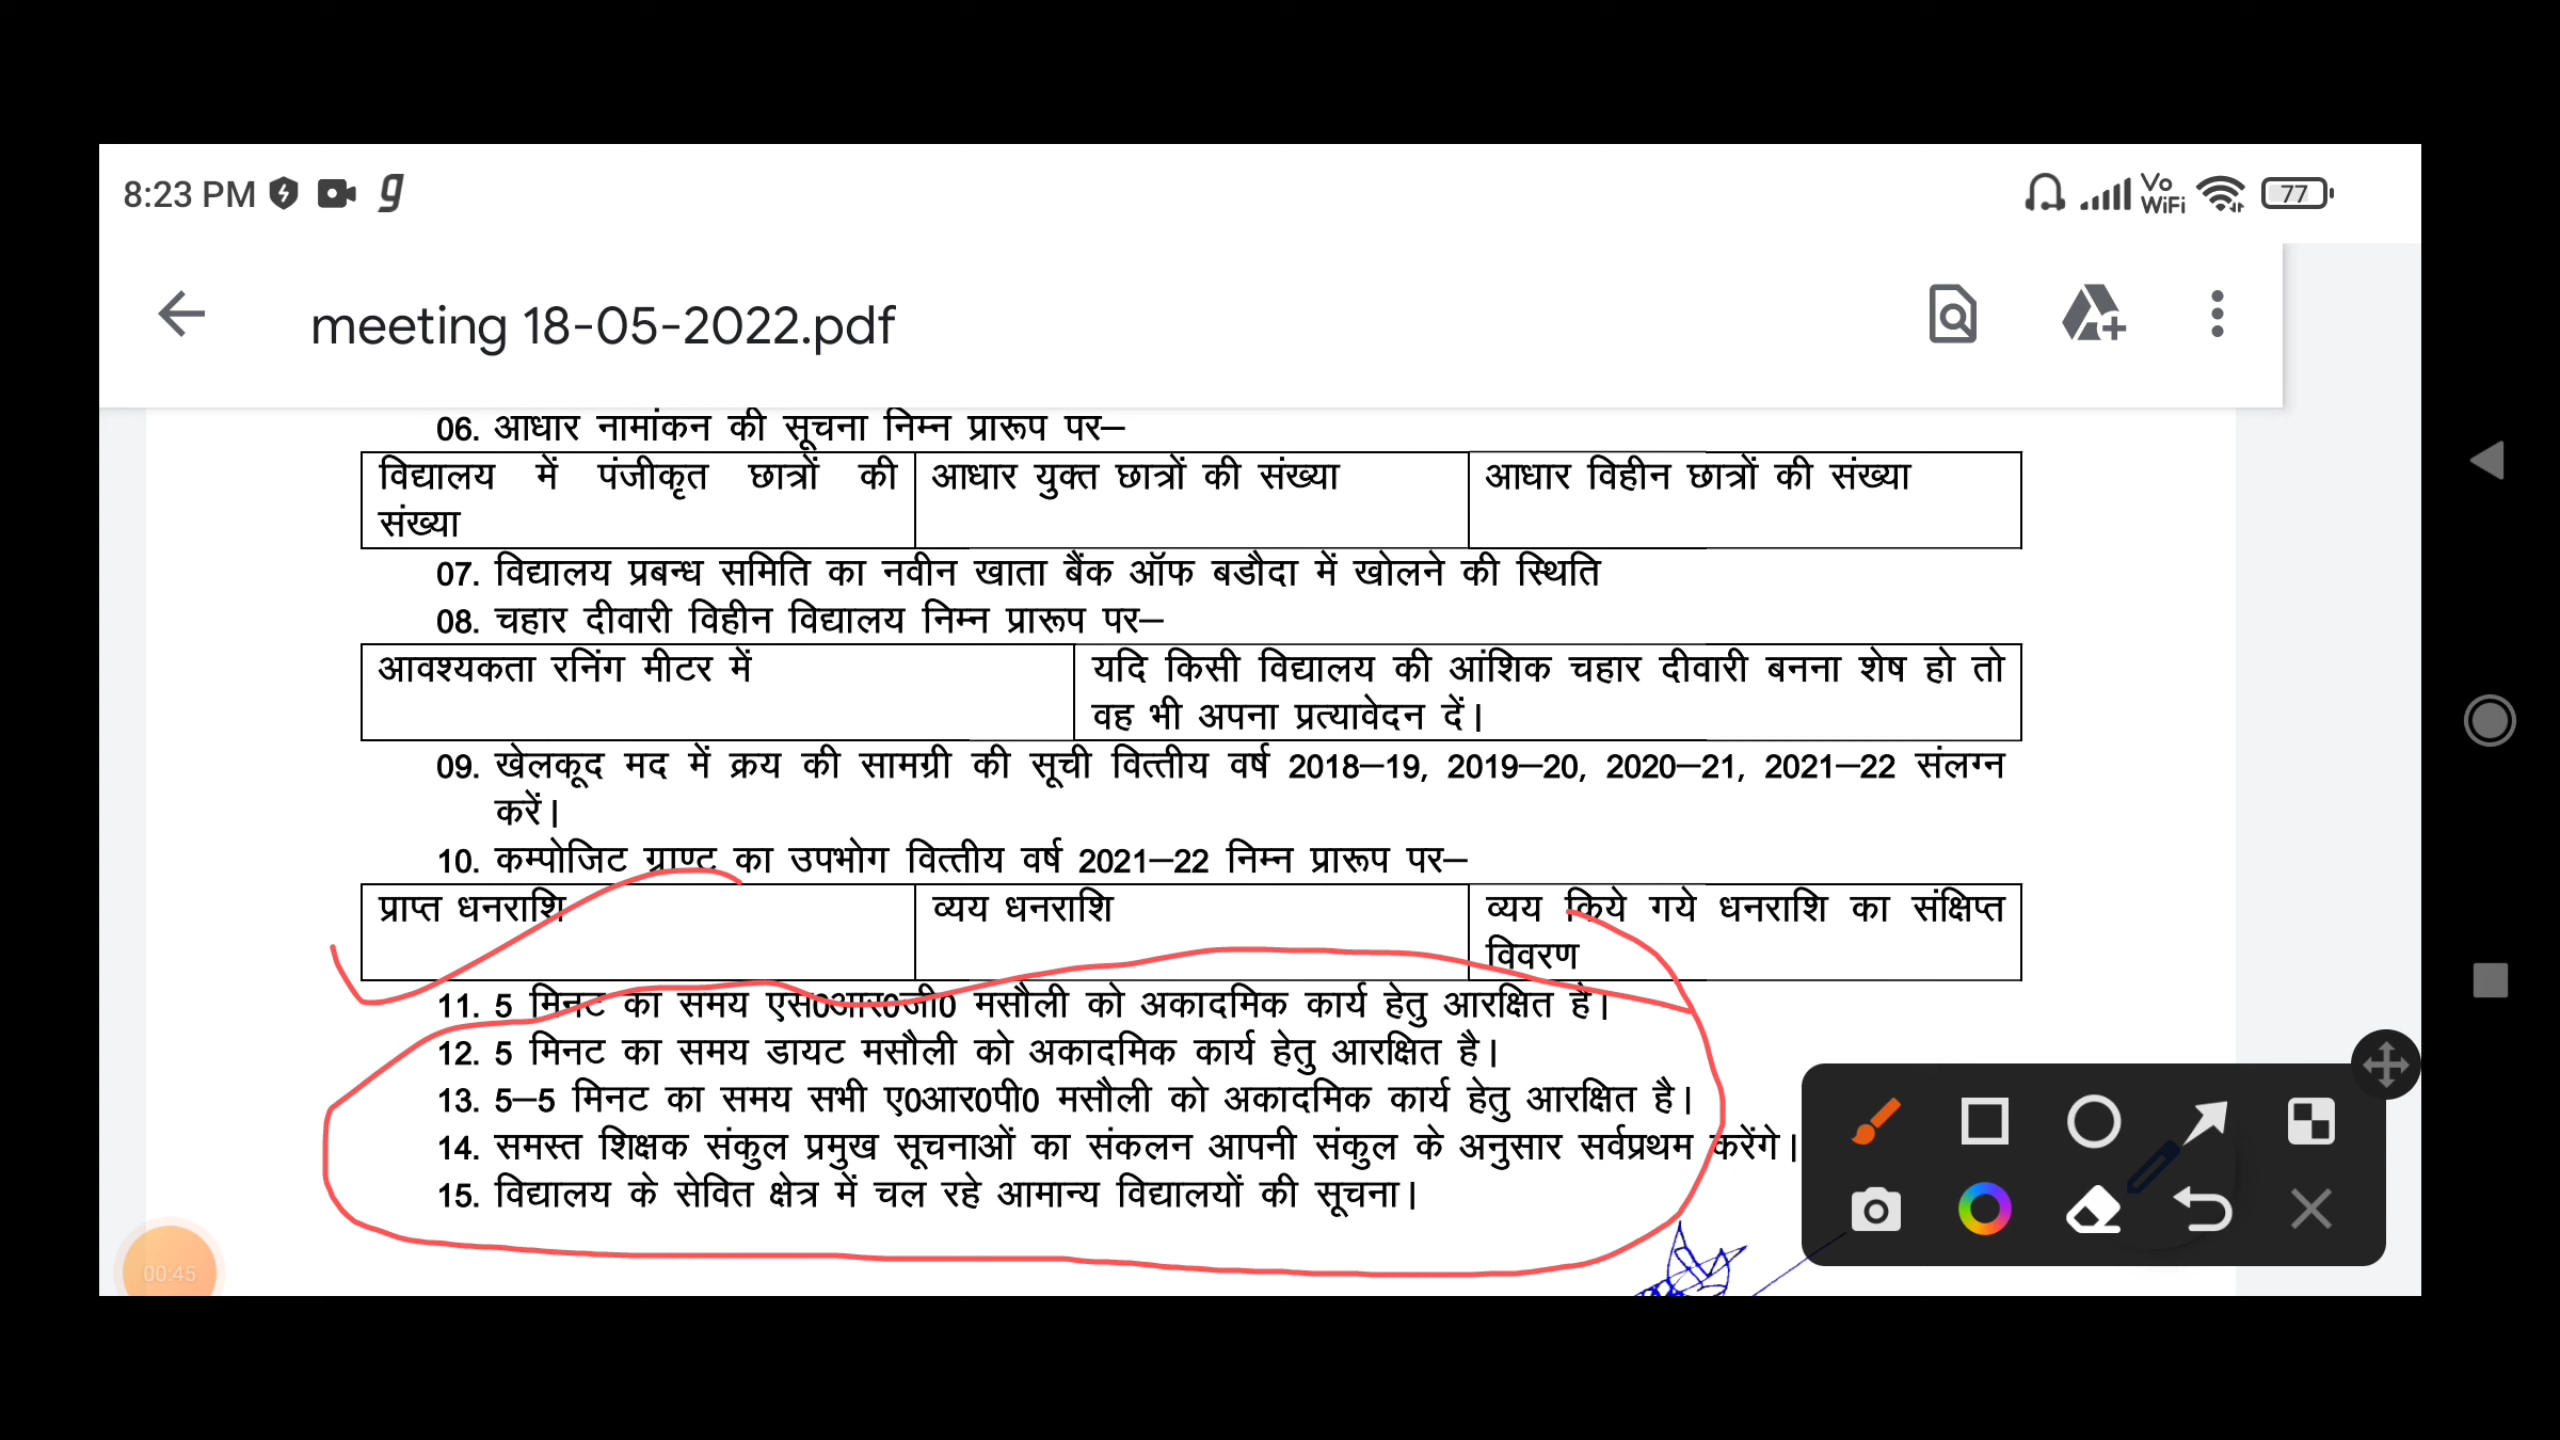 8:23 PM g
Vo WiFi 77
meeting 18-05-2022.pdf
06. आधार नामांकन की सूचना निम्न प्रारूप पर–
विद्यालय में पंजीकृत छात्रों की संख्या
आधार युक्त छात्रों की संख्या
आधार विहीन छात्रों की संख्या
07. विद्यालय प्रबन्ध समिति का नवीन खाता बैंक ऑफ बडौदा में खोलने की स्थिति
08. चहार दीवारी विहीन विद्यालय निम्न प्रारूप पर–
आवश्यकता रनिंग मीटर में
यदि किसी विद्यालय की आंशिक चहार दीवारी बनना शेष हो तो
वह भी अपना प्रत्यावेदन दें।
09. खेलकूद मद में क्रय की सामग्री की सूची वित्तीय वर्ष 2018–19, 2019–20, 2020–21, 2021–22 संलग्न
करें।
10. कम्पोजिट ग्राण्ट का उपभोग वित्तीय वर्ष 2021–22 निम्न प्रारूप पर–
प्राप्त धनराशि
व्यय धनराशि
व्यय किये गये धनराशि का संक्षिप्त
विवरण
11. 5 मिनट का समय एस0आर0जी0 मसौली को अकादमिक कार्य हेतु आरक्षित है।
12. 5 मिनट का समय डायट मसौली को अकादमिक कार्य हेतु आरक्षित है।
13. 5–5 मिनट का समय सभी ए0आर0पी0 मसौली को अकादमिक कार्य हेतु आरक्षित है।
14. समस्त शिक्षक संकुल प्रमुख सूचनाओं का संकलन आपनी संकुल के अनुसार सर्वप्रथम करेंगे।
15. विद्यालय के सेवित क्षेत्र में चल रहे आमान्य विद्यालयों की सूचना।
00:45